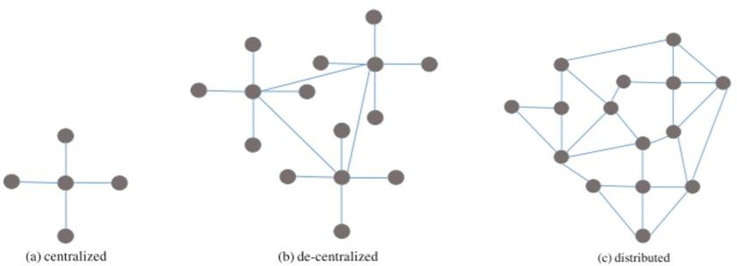 (a) centralized
(b) de-centralized
(c) distributed